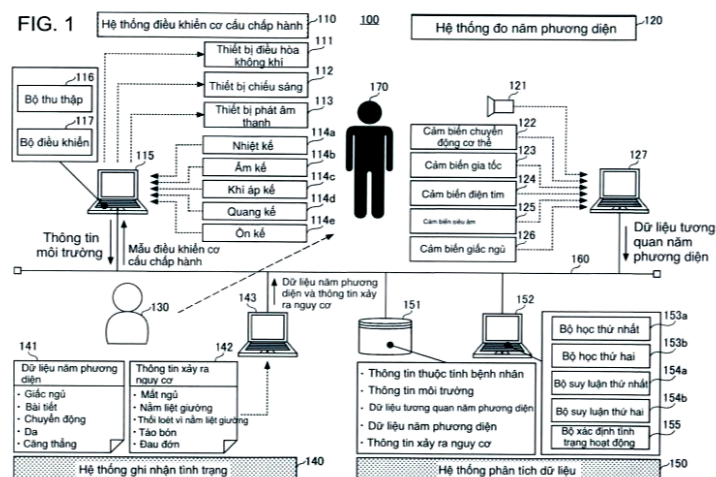 FIG. 1
Hệ thống điều khiển cơ cấu chấp hành
110
100
Hệ thống đo năm phương diện
120
111
Thiết bị điều hòa
không khí
112
Thiết bị chiếu sáng
113
Thiết bị phát âm
thanh
116
Bộ thu thập
117
Bộ điều khiển
115
114a
Nhiệt kế
114b
Ẩm kế
114c
Khí áp kế
114d
Quang kế
114e
Ồn kế
170
121
122
Cảm biến chuyển
động cơ thể
123
Cảm biến gia tốc
124
Cảm biến điện tim
125
Cảm biến siêu âm
126
Cảm biến giấc ngủ
127
Thông tin
môi trường
Mẫu điều khiển cơ
cấu chấp hành
Dữ liệu tương
quan năm
phương diện
160
130
143
Dữ liệu năm phương
diện và thông tin xảy
ra nguy cơ
151
152
141
Dữ liệu năm phương
diện
· Giấc ngủ
· Bài tiết
· Chuyển động
· Da
· Căng thẳng
142
Thông tin xảy ra
nguy cơ
· Mất ngủ
· Nằm liệt giường
· Thối loét vì nằm liệt giường
· Táo bón
· Đau đớn
· Thông tin thuộc tính bệnh
nhân
· Thông tin môi trường
· Dữ liệu tương quan năm phương diện
· Dữ liệu năm phương diện
· Thông tin xảy ra nguy cơ
153a
Bộ học thứ nhất
153b
Bộ học thứ hai
154a
Bộ suy luận thứ nhất
154b
Bộ suy luận thứ hai
155
Bộ xác định tình
trạng hoạt động
Hệ thống ghi nhận tình trạng
140
Hệ thống phân tích dữ liệu
150